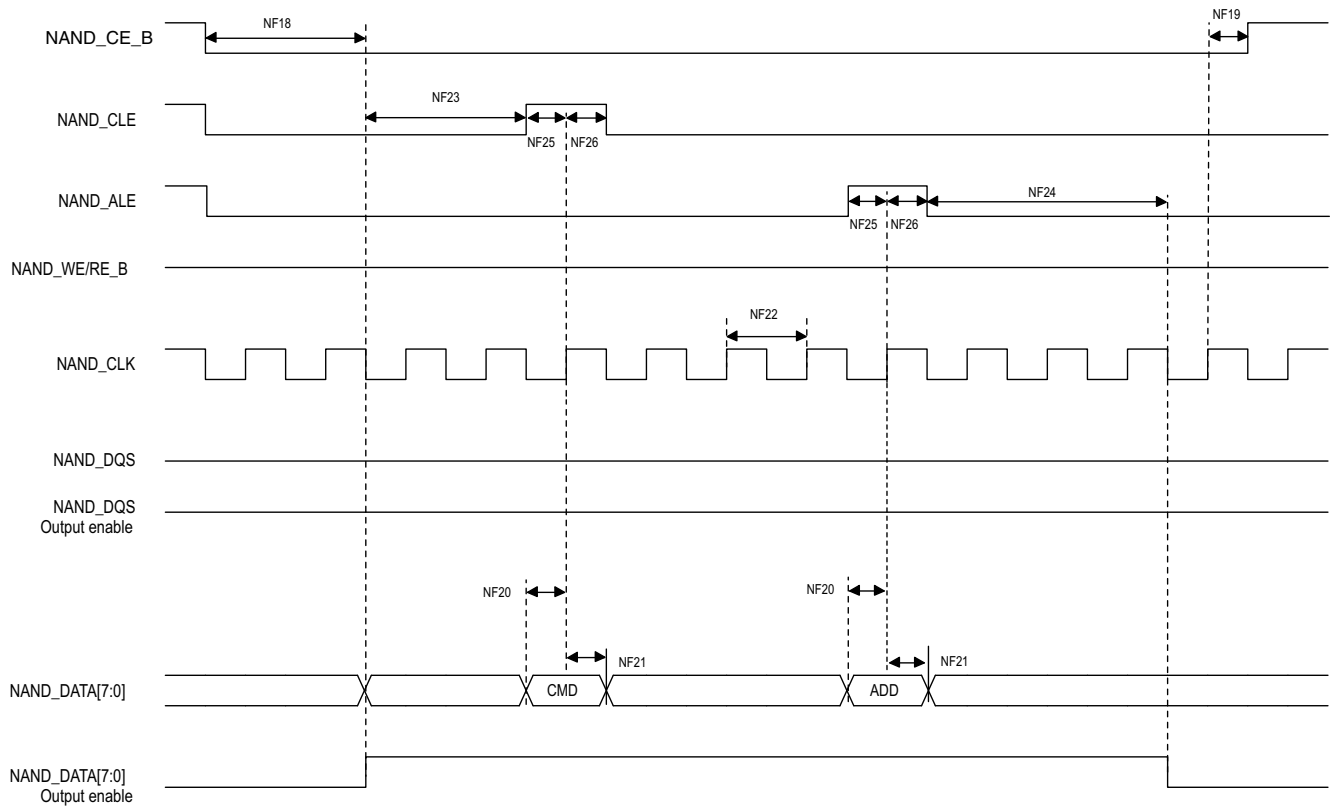 NF18
NF19
NAND_CE_B
NF23
NAND_CLE
NF25 NF26
NAND_ALE
NF24
NF25 NF26
NAND_WE/RE_B
NF22
NAND_CLK
NAND_DQS
NAND_DQS
Output enable
NF20
NF20
NF21
NF21
NAND_DATA[7:0]
CMD
ADD
NAND_DATA[7:0]
Output enable